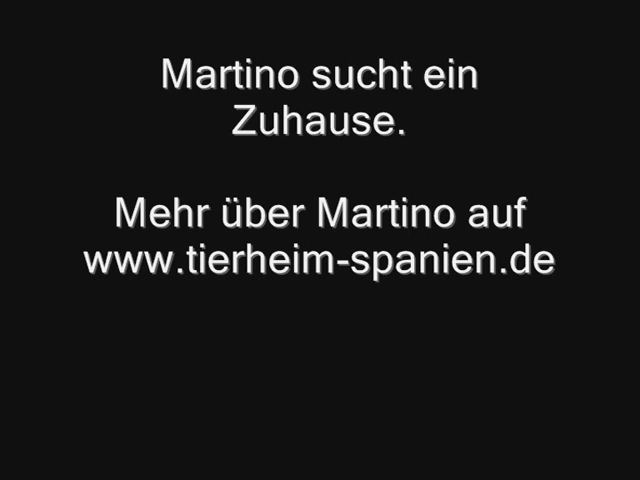 Martino sucht ein
Zuhause.
Mehr über Martino auf
www.tierheim-spanien.de